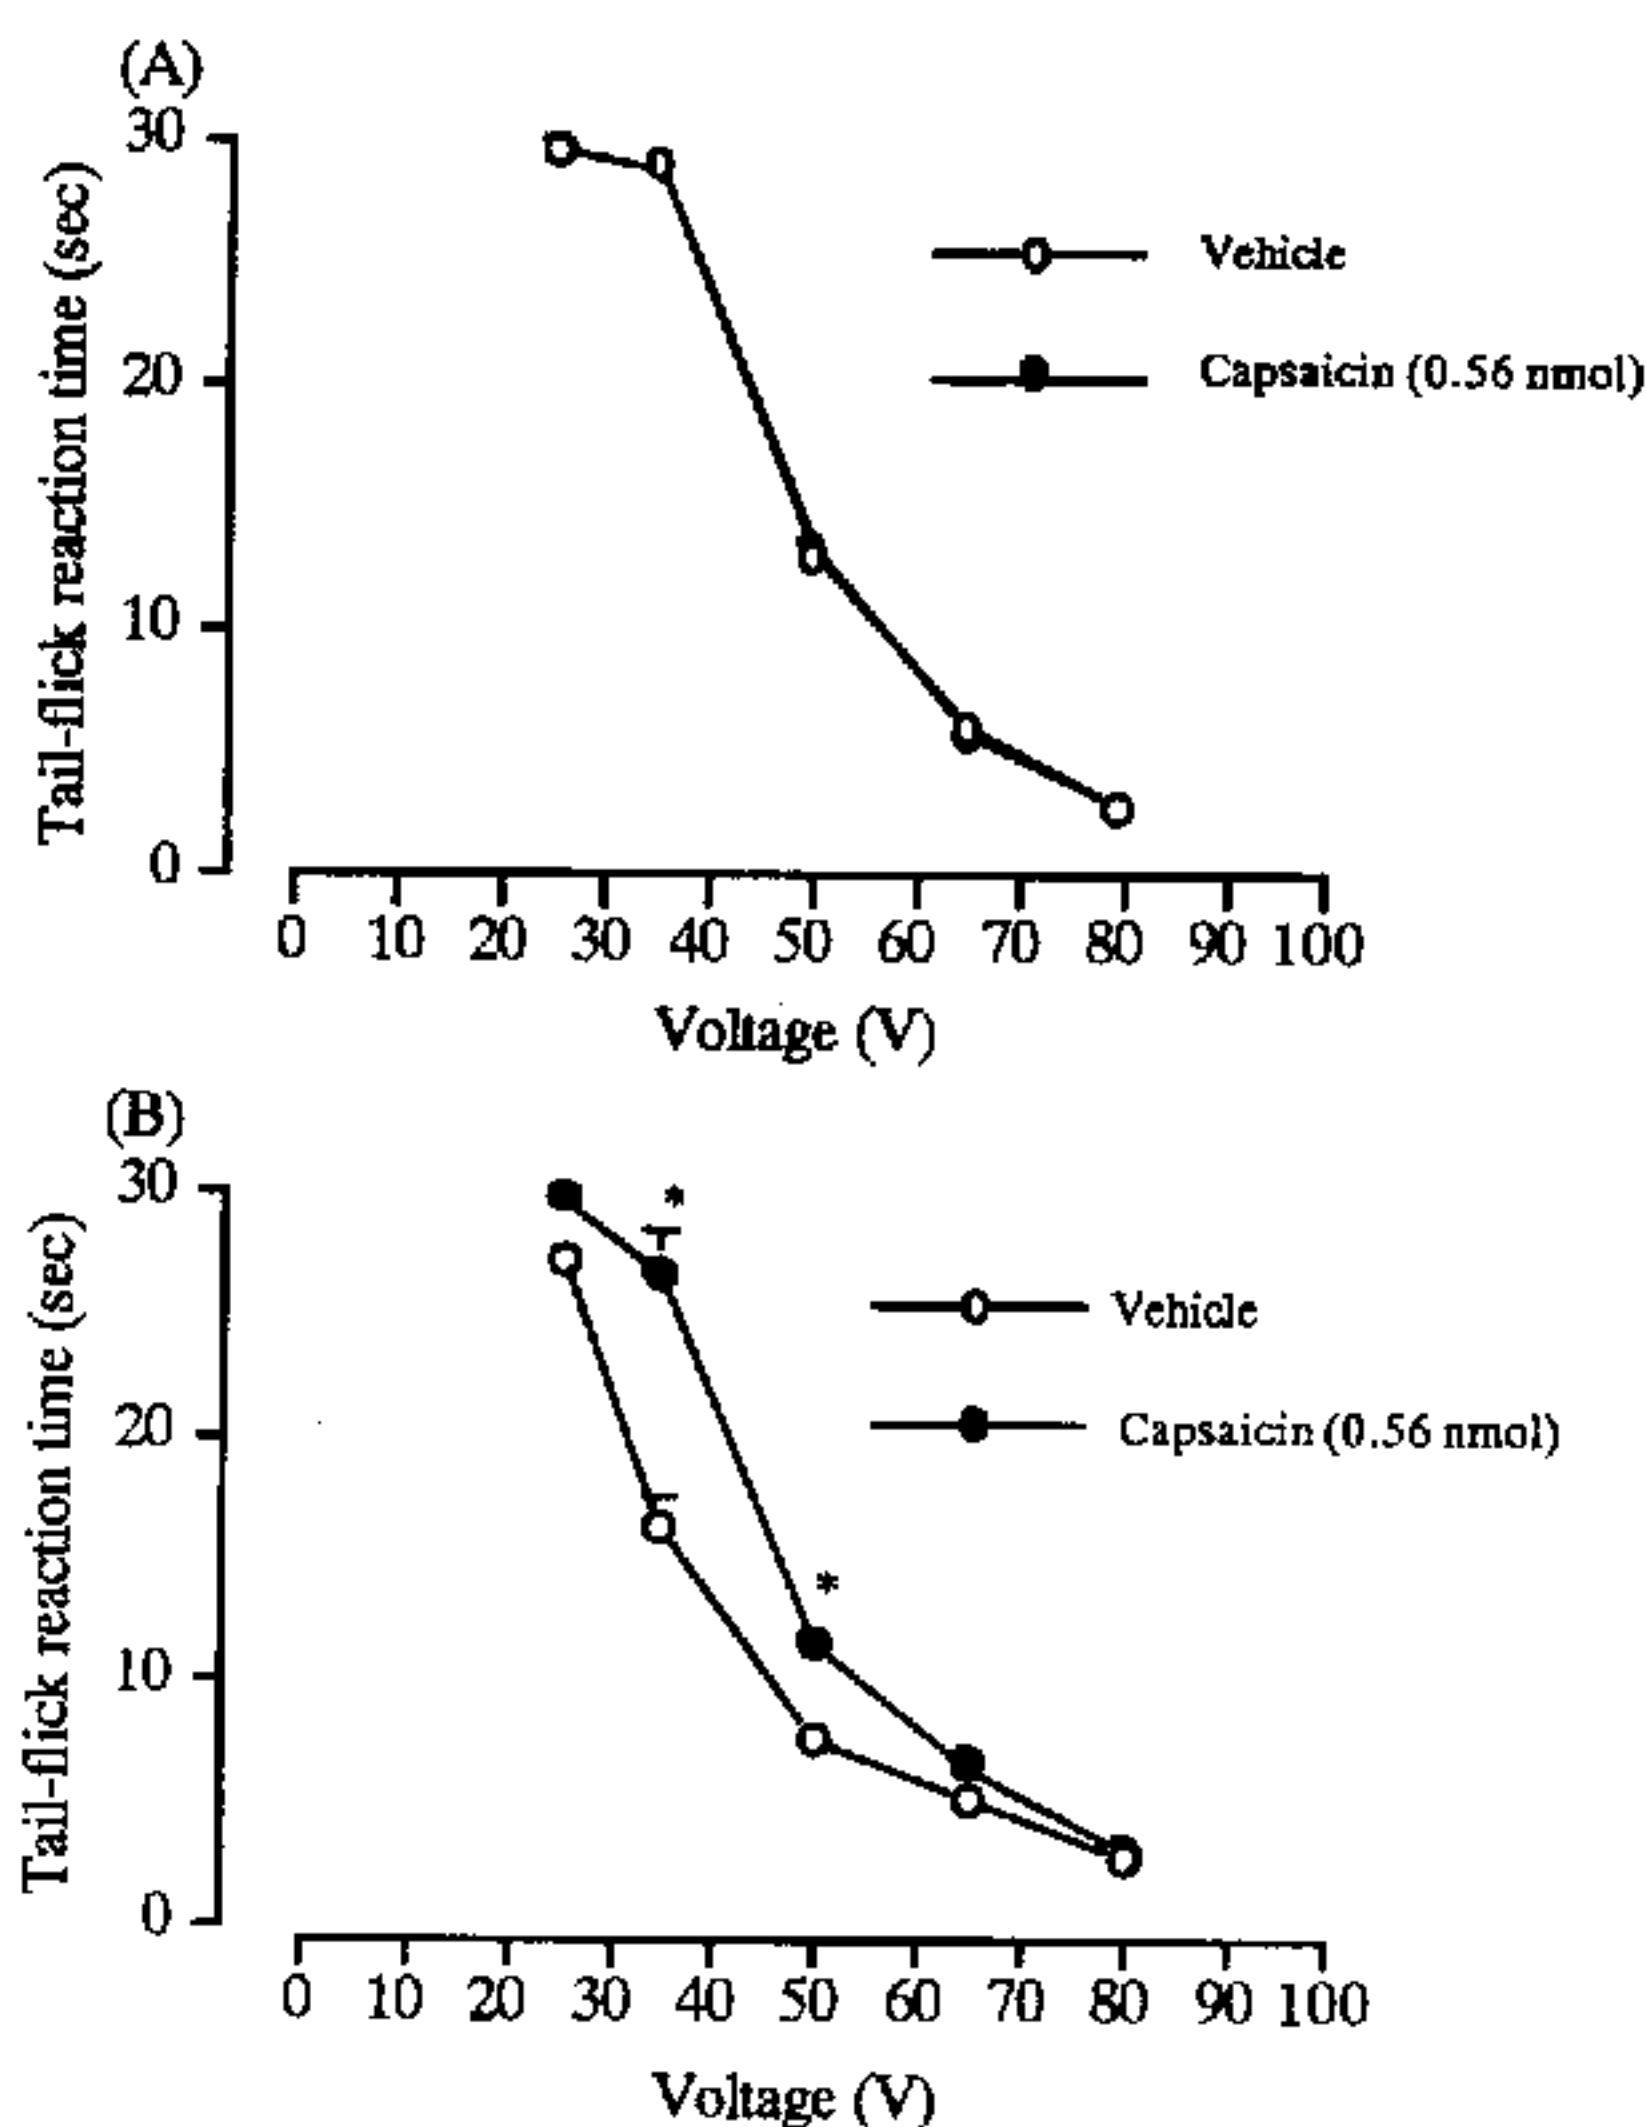 (A)
Tail-flick reaction time (sec)
30
20
10
0
Vehicle
Capsaicin (0.56 nmol)
0 10 20 30 40 50 60 70 80 90 100
Voltage (V)
(B)
Tail-flick reaction time (sec)
30
20
10
0
*
*
Vehicle
Capsaicin (0.56 nmol)
0 10 20 30 40 50 60 70 80 90 100
Voltage (V)